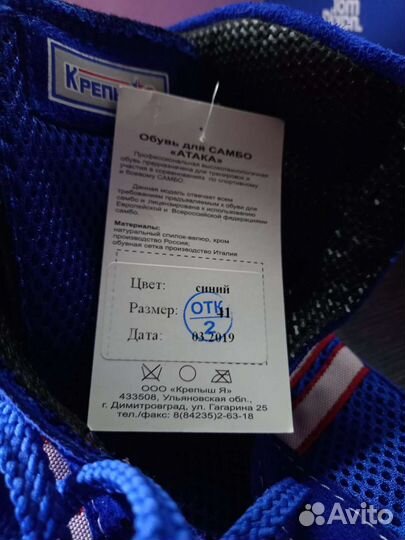 КРЕПЫШ
Обувь для САМБО
«АТАКА»
Профессиональная высокотехнологичная
обувь предназначена для тренировок и
участия в соревнованиях по спортивному
и боевому САМБО.
Данная модель отвечает всем
требованиям предъявляемым к обуви для
самбо и лицензирована к использованию
Европейской и Всероссийской федерациями
самбо.
Материалы:
натуральный спилок-велюр, хром
производство Россия;
обувная сетка производство Италия
Цвет: синий
Размер: 41
Дата: 03.2019
ОТК
2
ООО «Крепыш Я»
433508, Ульяновская обл.,
г. Димитровград, ул. Гагарина 25
тел./факс: 8(84235)2-63-18
Avito